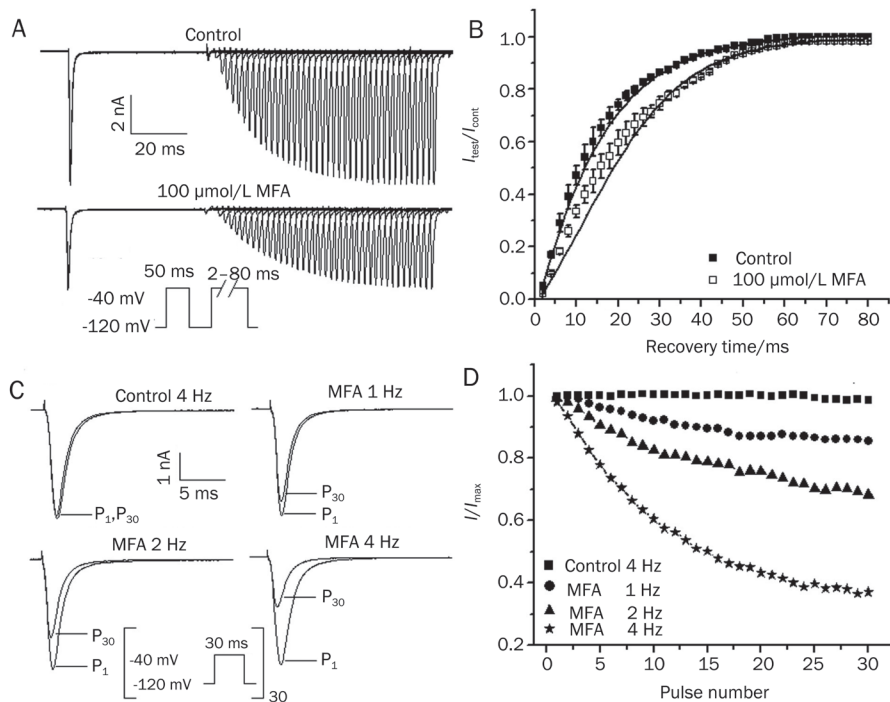 A
Control
2 nA
20 ms
100 µmol/L MFA
50 ms
2–80 ms
-40 mV
-120 mV
B
1.0
0.8
0.6
0.4
0.2
0.0
I_test/I_cont
Control
100 µmol/L MFA
0 10 20 30 40 50 60 70 80
Recovery time/ms
C
Control 4 Hz
MFA 1 Hz
1 nA
5 ms
P1,P30
P30
P1
MFA 2 Hz
MFA 4 Hz
P30
P1
P30
P1
30 ms
-40 mV
-120 mV
30
D
1.0
0.8
0.6
0.4
0.2
I/I_max
Control 4 Hz
MFA 1 Hz
MFA 2 Hz
MFA 4 Hz
0 5 10 15 20 25 30
Pulse number